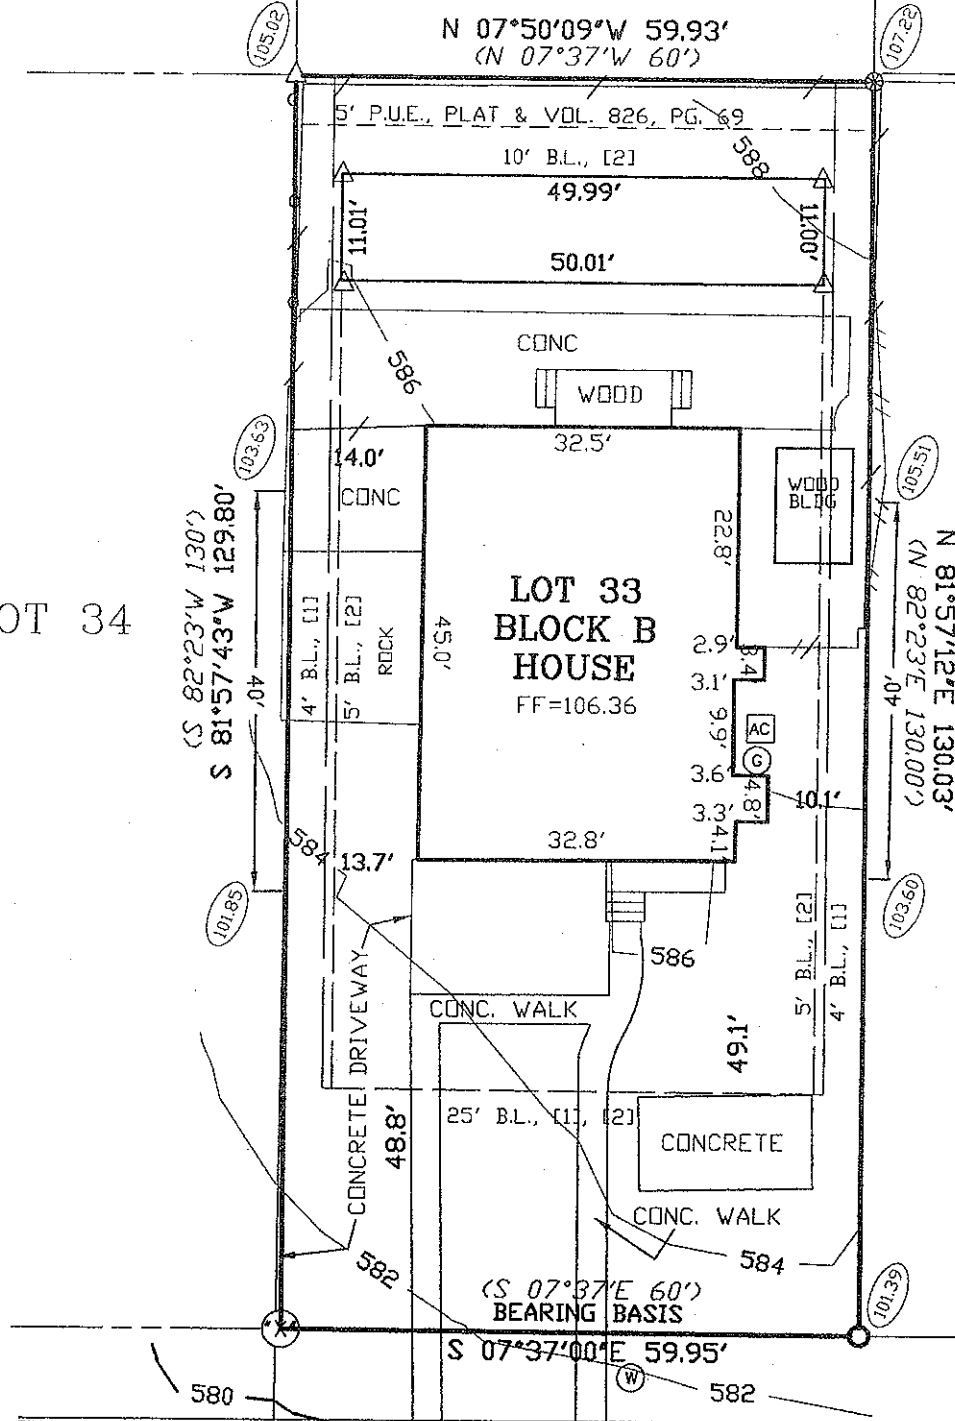 105.02
N 07°50'09"W 59.93'
(N 07°37'W 60')
107.22
5' P.U.E., PLAT & VOL. 826, PG. 69
588
10' B.L., [2]
49.99'
11.01'
11.00'
50.01'
586
CONC
WOOD
32.5'
14.0'
103.63
CONC
WOOD
BLDG
105.51
22.8'
(S 82°23'W 130')
S 81°57'43"W 129.80'
40'
OT 34
4' B.L., [1]
5' B.L., [2]
ROCK
45.0'
LOT 33
BLOCK B
HOUSE
FF=106.36
2.9'
3.4
3.1'
9.9'
AC
G
3.6'
4.8'
3.3'
4.1
10.1'
40'
N 81°57'12"E 130.03'
(N 82°23'E 130.00')
584
13.7'
32.8'
101.85
103.60
586
5' B.L., [2]
4' B.L., [1]
CONC. WALK
CONCRETE DRIVEWAY
49.1'
48.8'
25' B.L., [1], [2]
CONCRETE
CONC. WALK
582
584
(S 07°37'E 60')
BEARING BASIS
101.39
S 07°37'00"E 59.95'
W
580
582